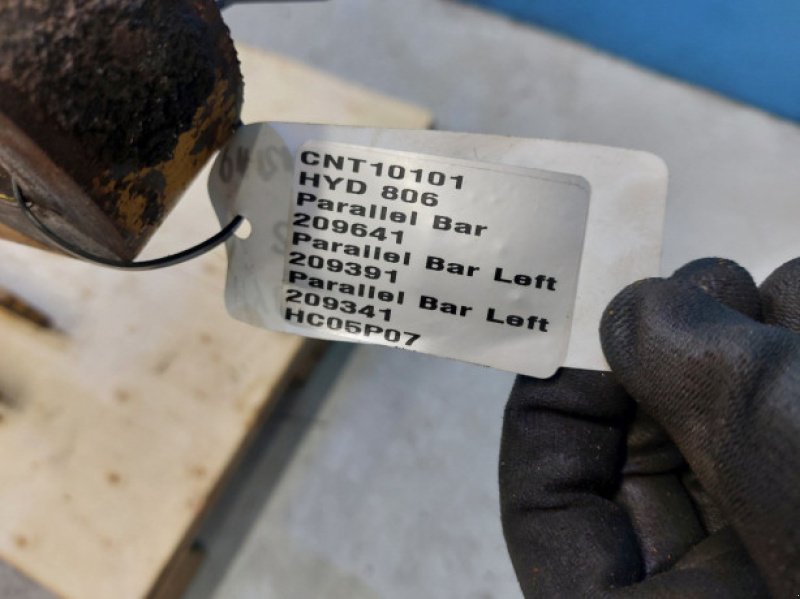 CNT10101
HYD 806
Parallel Bar
209641
Parallel Bar Left
209391
Parallel Bar Left
209341
HC05P07